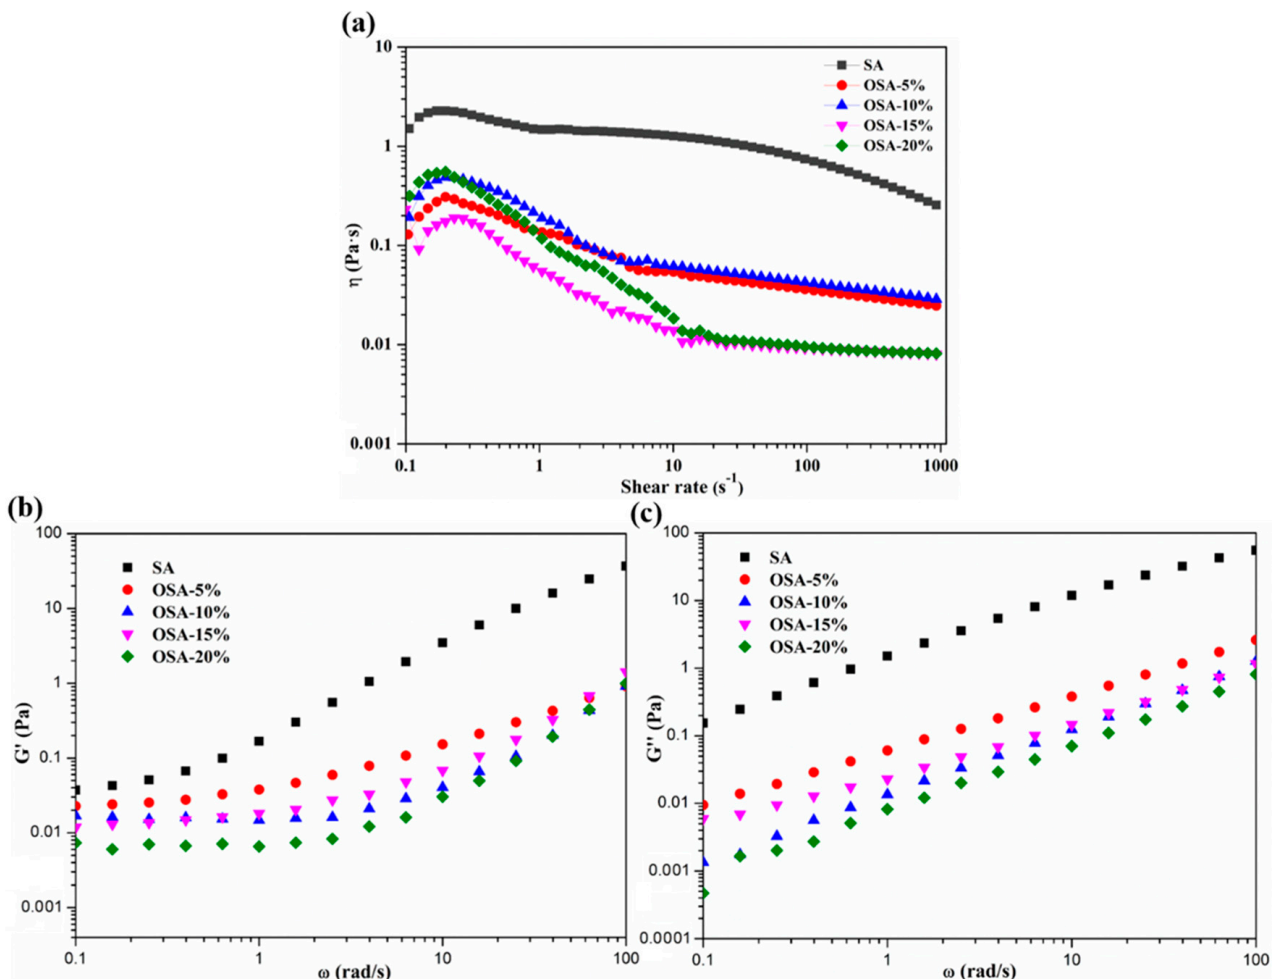 (a)
10
1
0.1
0.01
0.001
η (Pa·s)
SA
OSA-5%
OSA-10%
OSA-15%
OSA-20%
0.1 1 10 100 1000
Shear rate (s⁻¹)
(b)
100
10
1
0.1
0.01
0.001
G' (Pa)
SA
OSA-5%
OSA-10%
OSA-15%
OSA-20%
0.1 1 10 100
ω (rad/s)
(c)
100
10
1
0.1
0.01
0.001
0.0001
G'' (Pa)
SA
OSA-5%
OSA-10%
OSA-15%
OSA-20%
0.1 1 10 100
ω (rad/s)